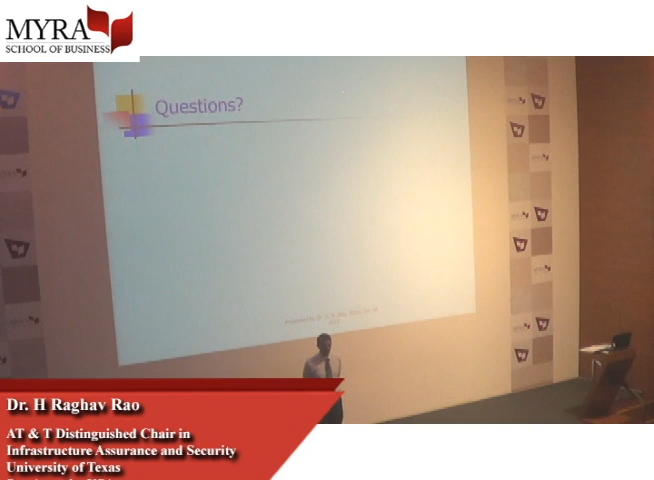 MYRA
SCHOOL OF BUSINESS
Questions?
Dr. H Raghav Rao
AT & T Distinguished Chair in
Infrastructure Assurance and Security
University of Texas